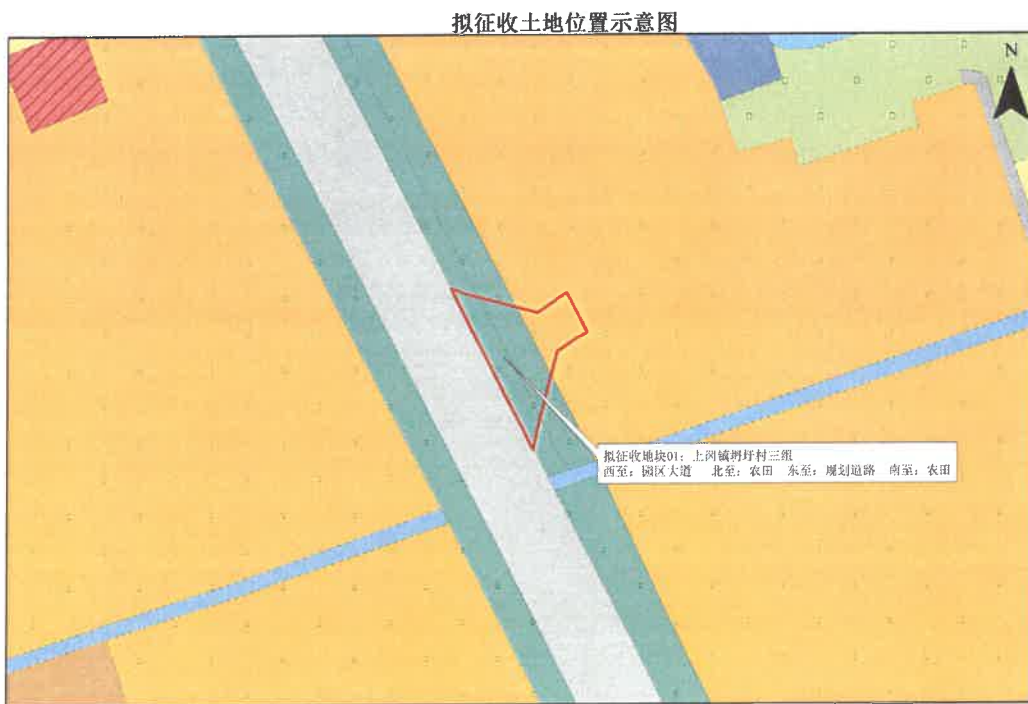 拟征收土地位置示意图
N
拟征收地块01：上冈镇坍圩村三组
西至：园区大道 北至：农田 东至：规划道路 南至：农田